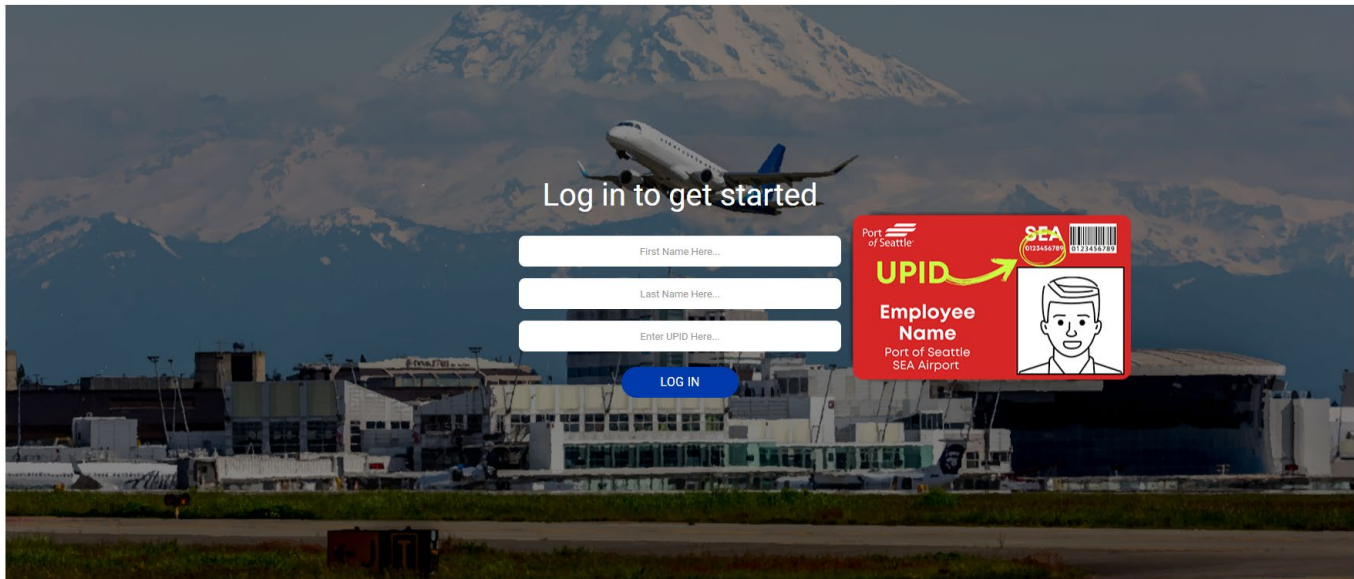 Log in to get started
First Name Here...
Last Name Here...
Enter UPID Here...
LOG IN
Port
of Seattle
SEA
0123456789
0123456789
UPID
Employee
Name
Port of Seattle
SEA Airport